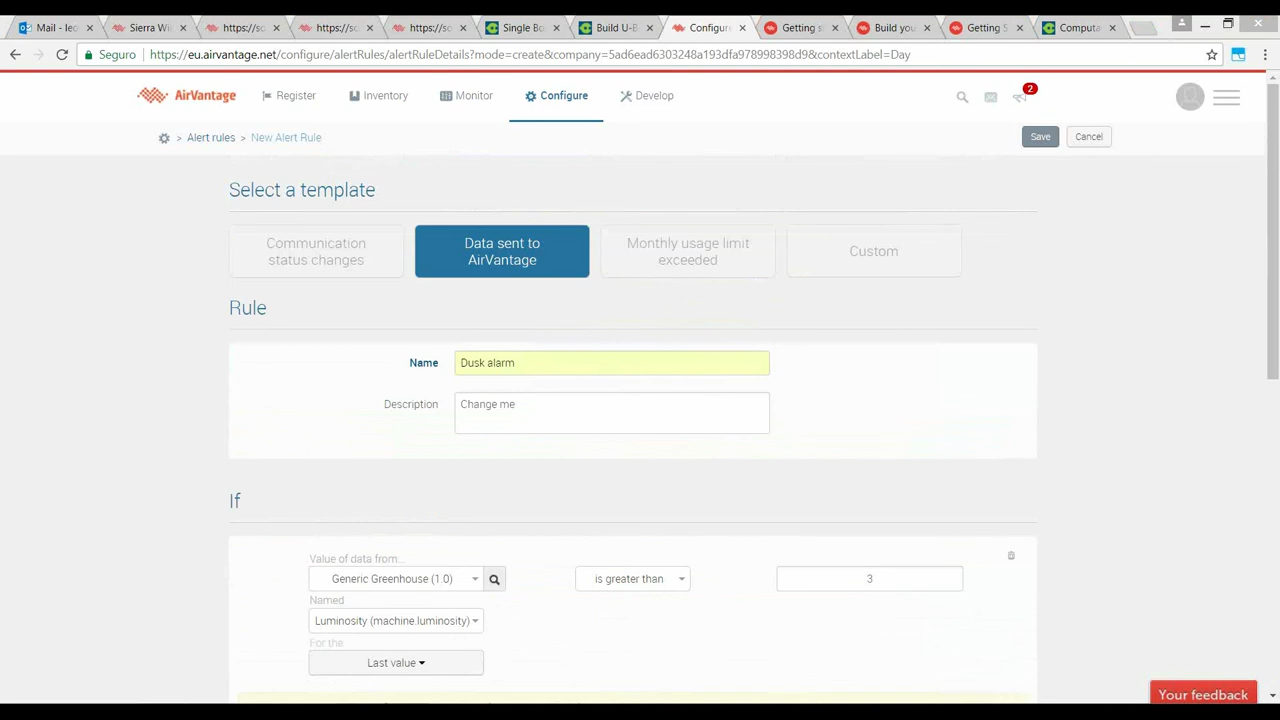 Mail - leo
Sierra Wi
https://so
https://so
https://so
Single Bo
Build U-B
Configur
Getting s
Build you
Getting S
Computa
Seguro
https://eu.airvantage.net/configure/alertRules/alertRuleDetails?mode=create&company=5ad6ead6303248a193dfa978998398d9&contextLabel=Day
AirVantage
Register
Inventory
Monitor
Configure
Develop
2
> Alert rules > New Alert Rule
Save
Cancel
Select a template
Communication
status changes
Data sent to
AirVantage
Monthly usage limit
exceeded
Custom
Rule
Name
Dusk alarm
Description
Change me
If
Value of data from...
Generic Greenhouse (1.0)
is greater than
3
Named
Luminosity (machine.luminosity)
For the
Last value
Your feedback